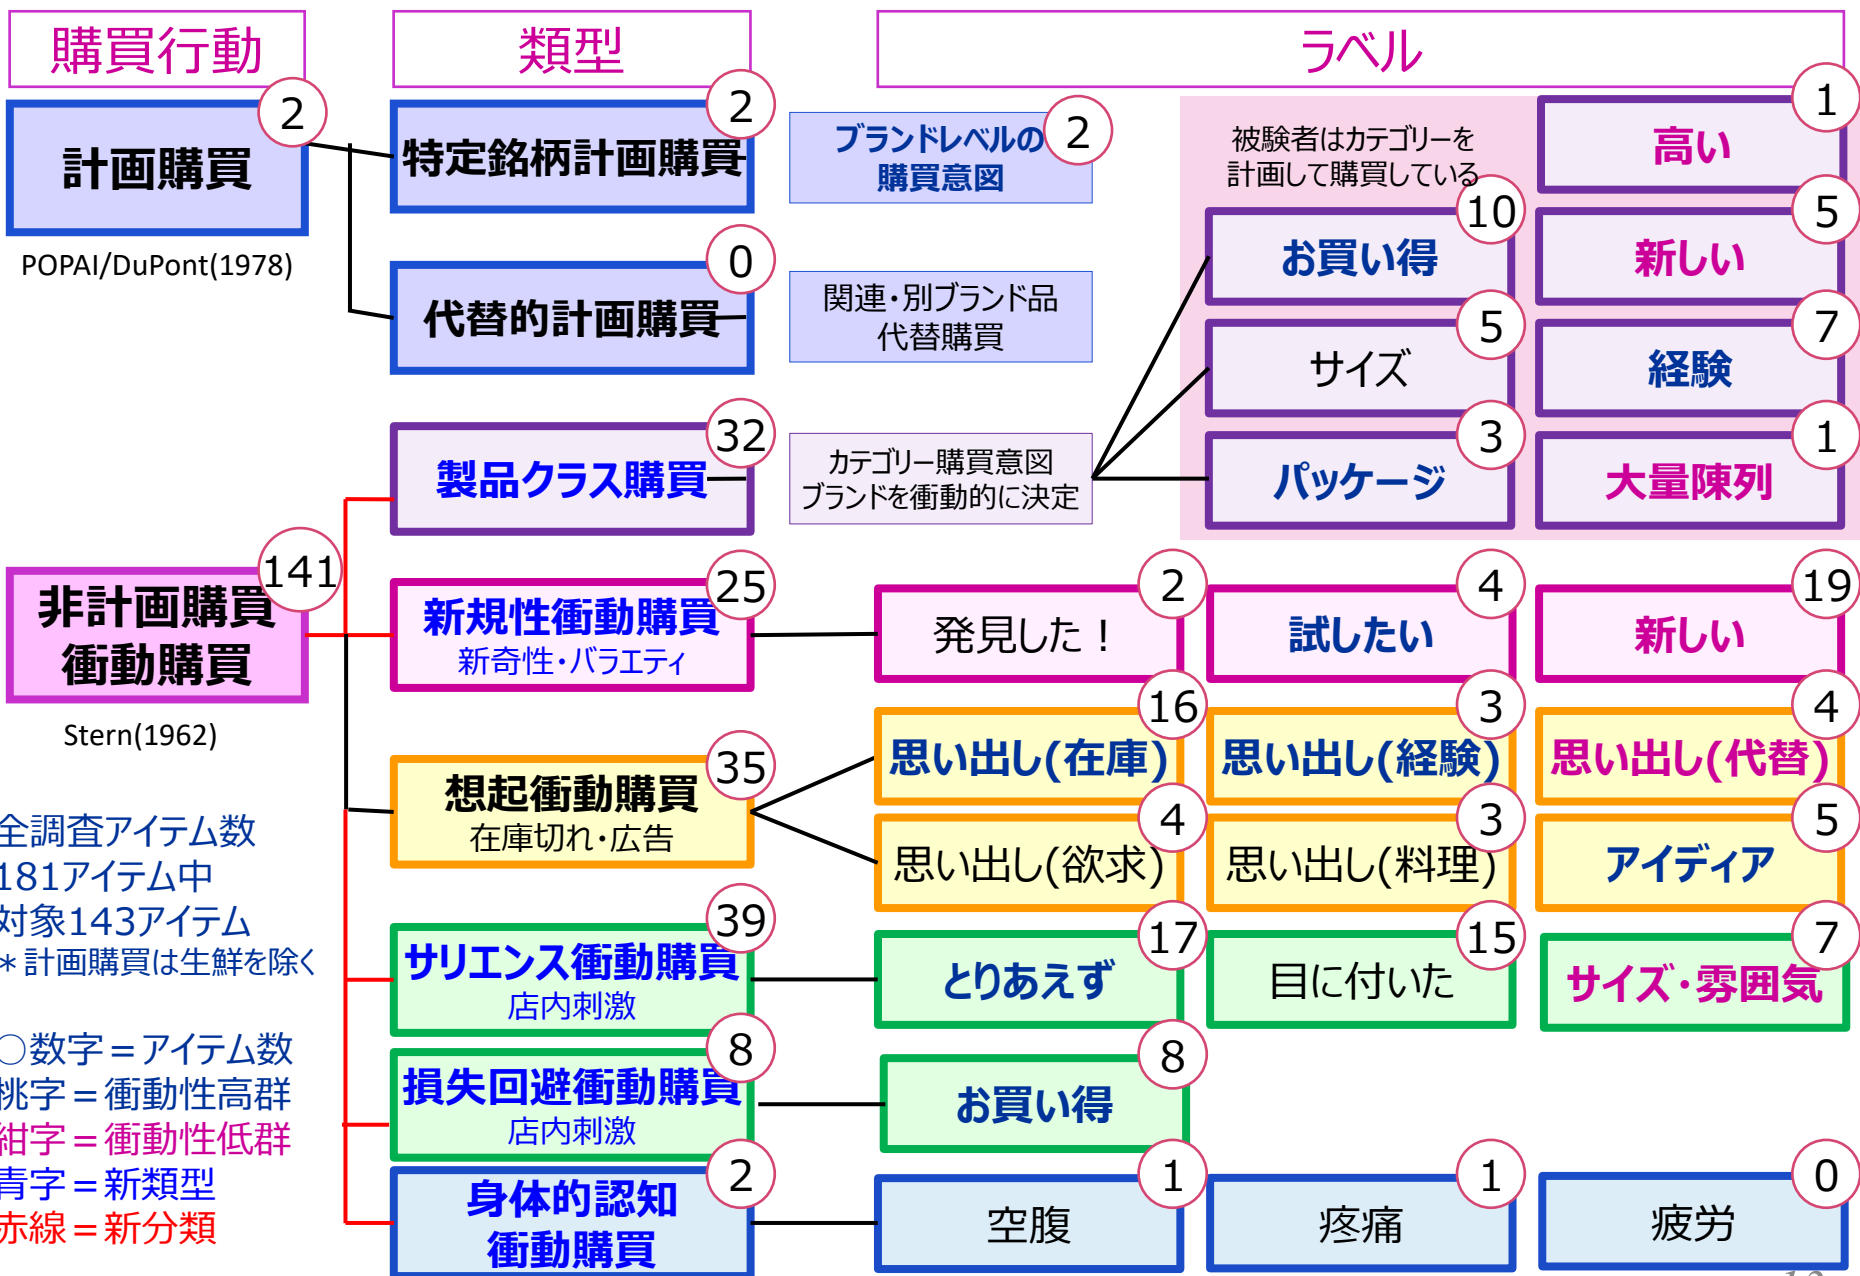 購買行動
類型
ラベル
計画購買
2
POPAI/DuPont(1978)
特定銘柄計画購買
2
ブランドレベルの
購買意図
2
代替的計画購買
0
関連・別ブランド品
代替購買
被験者はカテゴリーを
計画して購買している
高い
1
お買い得
10
新しい
5
サイズ
5
経験
7
パッケージ
3
大量陳列
1
製品クラス購買
32
カテゴリー購買意図
ブランドを衝動的に決定
非計画購買
衝動購買
141
Stern(1962)
新規性衝動購買
新奇性・バラエティ
25
発見した！
2
試したい
4
新しい
19
想起衝動購買
在庫切れ・広告
35
思い出し(在庫)
16
思い出し(経験)
3
思い出し(代替)
4
思い出し(欲求)
4
思い出し(料理)
3
アイディア
5
サリエンス衝動購買
店内刺激
39
とりあえず
17
目に付いた
15
サイズ・雰囲気
7
損失回避衝動購買
店内刺激
8
お買い得
8
身体的認知
衝動購買
2
空腹
1
疼痛
1
疲労
0
全調査アイテム数
181アイテム中
対象143アイテム
＊計画購買は生鮮を除く
○数字＝アイテム数
桃字＝衝動性高群
紺字＝衝動性低群
青字＝新類型
赤線＝新分類